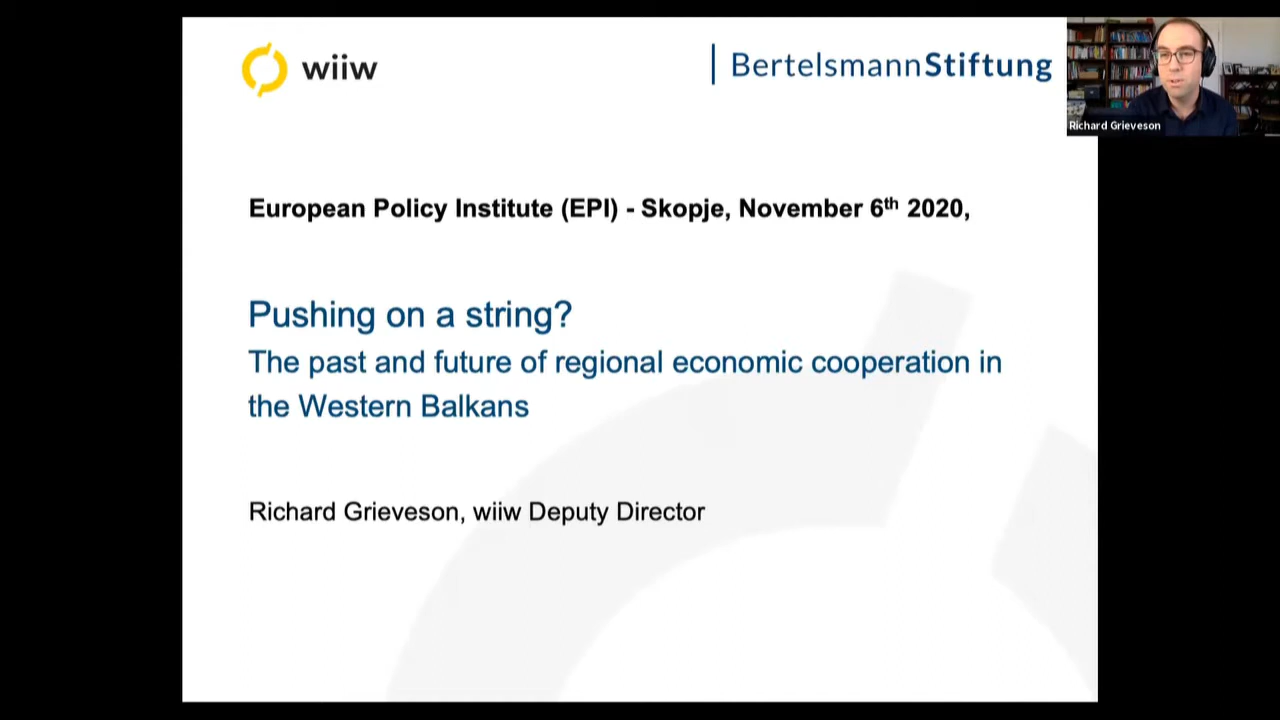 wiiw
BertelsmannStiftung
Richard Grieveson
European Policy Institute (EPI) - Skopje, November 6th 2020,
Pushing on a string?
The past and future of regional economic cooperation in
the Western Balkans
Richard Grieveson, wiiw Deputy Director